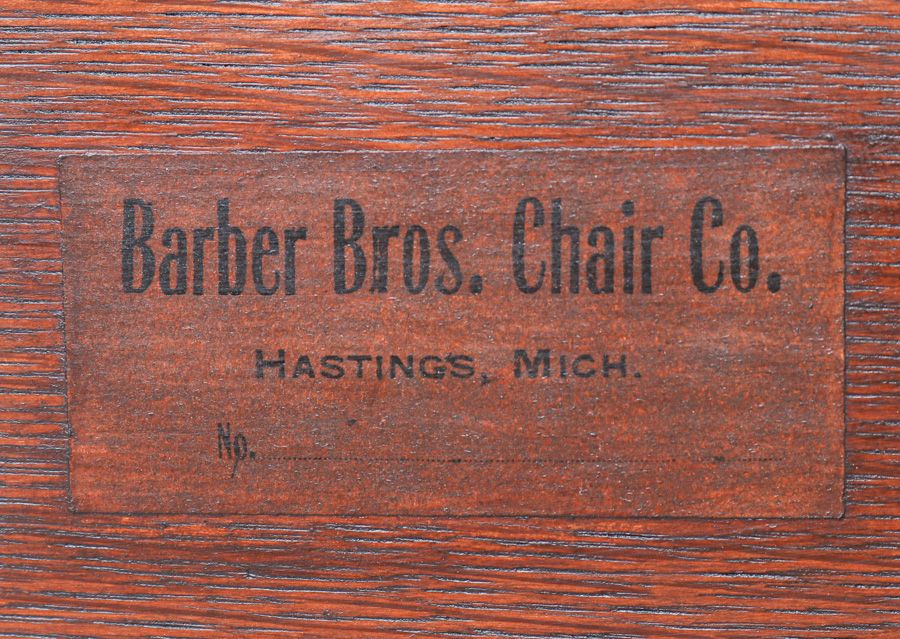 Barber Bros. Chair Co.
HASTINGS, MICH.
No.